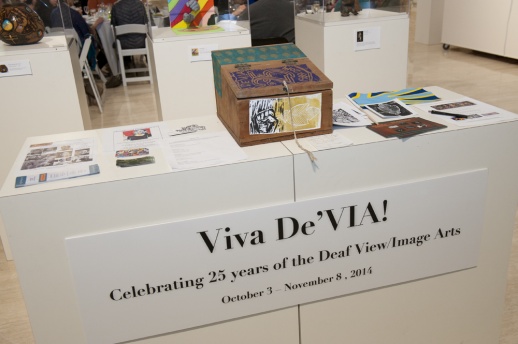 Viva De'VIA!
Celebrating 25 years of the Deaf View/Image Arts
October 3 – November 8 , 2014